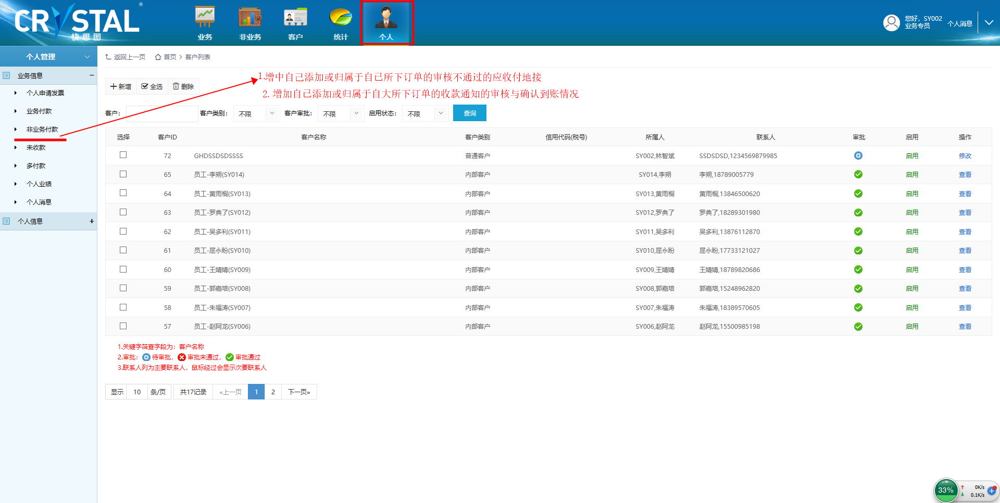 CRYSTAL ®
快思图
业务
非业务
客户
统计
个人
您好，SY002
业务专员
个人消息
个人管理
业务信息 −
个人申请发票
业务付款
非业务付款
未收款
多付款
个人业绩
个人消息
个人信息 +
返回上一页 首页 > 客户列表
1.增中自己添加或归属于自己所下订单的审核不通过的应收付地接
2. 增加自己添加或归属于自大所下订单的收款通知的审核与确认到账情况
新增 全选 删除
客户： 客户类别： 不限 客户审批： 不限 启用状态： 不限 查询
选择 客户ID 客户名称 客户类别 信用代码(税号) 所属人 联系人 审批 启用 操作
72 GHDSSDSDSSSS 普通客户 SY002,林智斌 SSDSDSD,1234569879985 启用 修改
65 员工-李朔(SY014) 内部客户 SY014,李朔 李朔,18789005779 启用 查看
64 员工-黄雨桐(SY013) 内部客户 SY013,黄雨桐 黄雨桐,13846500620 启用 查看
63 员工-罗典了(SY012) 内部客户 SY012,罗典了 罗典了,18289301980 启用 查看
62 员工-吴多利(SY011) 内部客户 SY011,吴多利 吴多利,13876112870 启用 查看
61 员工-屈永盼(SY010) 内部客户 SY010,屈永盼 屈永盼,17733121027 启用 查看
60 员工-王婧婧(SY009) 内部客户 SY009,王婧婧 王婧婧,18789820686 启用 查看
59 员工-郭嘉培(SY008) 内部客户 SY008,郭嘉培 郭嘉培,15248962820 启用 查看
58 员工-朱福涛(SY007) 内部客户 SY007,朱福涛 朱福涛,18389570605 启用 查看
57 员工-赵阿龙(SY006) 内部客户 SY006,赵阿龙 赵阿龙,15500985198 启用 查看
1.关键字筛查字段为：客户名称
2.审批： 待审批， 审批未通过， 审批通过
3.联系人列为主要联系人，鼠标经过会显示次要联系人
显示 10 条/页 共17记录 «上一页 1 2 下一页»
33% 0K/s
0.1K/s